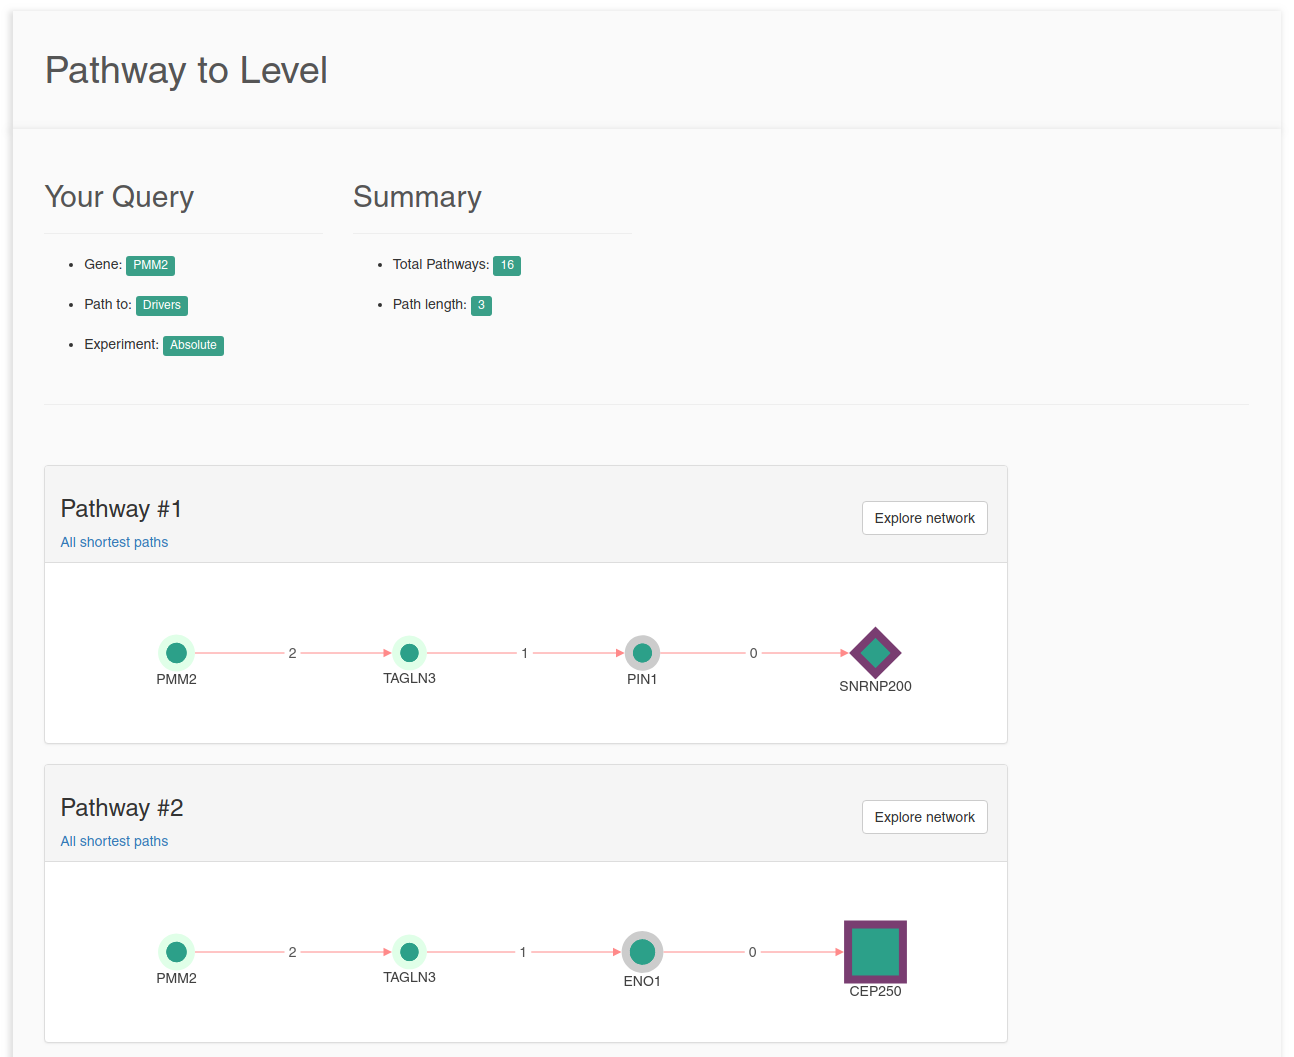 Pathway to Level
Your Query
Gene: PMM2
Path to: Drivers
Experiment: Absolute
Summary
Total Pathways: 16
Path length: 3
Pathway #1
All shortest paths
Explore network
2
1
0
PMM2
TAGLN3
PIN1
SNRNP200
Pathway #2
All shortest paths
Explore network
2
1
0
PMM2
TAGLN3
ENO1
CEP250